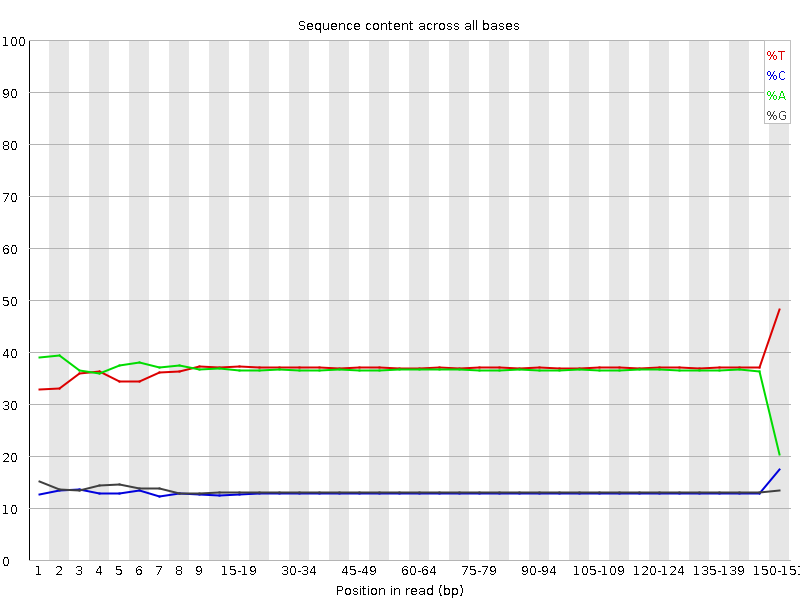 Sequence content across all bases
100
90
80
70
60
50
40
30
20
10
0
%T
%C
%A
%G
1 2 3 4 5 6 7 8 9 15-19 30-34 45-49 60-64 75-79 90-94 105-109 120-124 135-139 150-151
Position in read (bp)